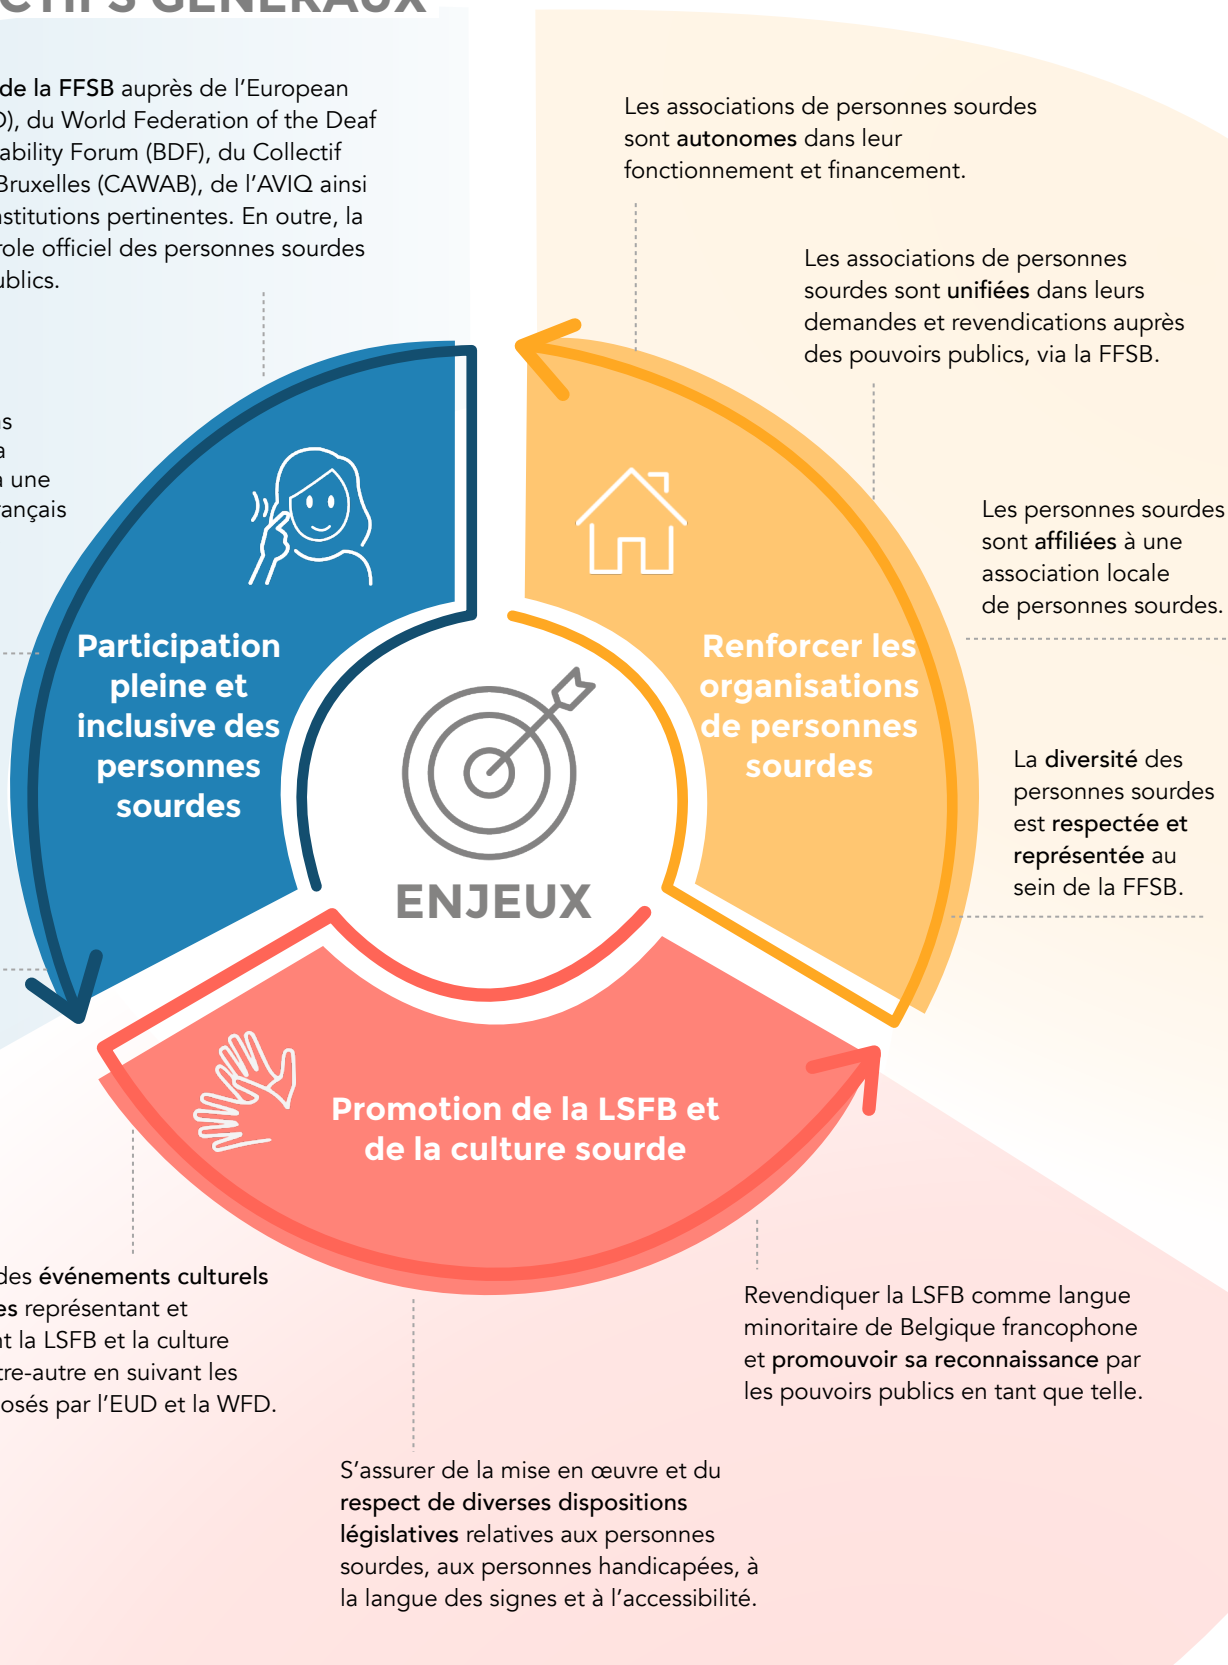 GÉNÉRAUX
de la FFSB auprès de l'European
du World Federation of the Deaf
Forum (BDF), du Collectif
Bruxelles (CAWAB), de l'AVIQ ainsi
pertinentes. En outre, la
officiel des personnes sourdes
une
Les associations de personnes sourdes
sont autonomes dans leur
fonctionnement et financement.
Les associations de personnes
sourdes sont unifiées dans leurs
demandes et revendications auprès
des pouvoirs publics, via la FFSB.
Les personnes sourdes
sont affiliées à une
association locale
de personnes sourdes.
La diversité des
personnes sourdes
est respectée et
représentée au
sein de la FFSB.
Participation
pleine et
inclusive des
personnes
sourdes
Renforcer les
organisations
de personnes
sourdes
ENJEUX
Promotion de la LSFB et
de la culture sourde
des événements culturels
représentant et
la LSFB et la culture
en suivant les
par l'EUD et la WFD.
Revendiquer la LSFB comme langue
minoritaire de Belgique francophone
et promouvoir sa reconnaissance par
les pouvoirs publics en tant que telle.
S'assurer de la mise en œuvre et du
respect de diverses dispositions
législatives relatives aux personnes
sourdes, aux personnes handicapées, à
la langue des signes et à l'accessibilité.